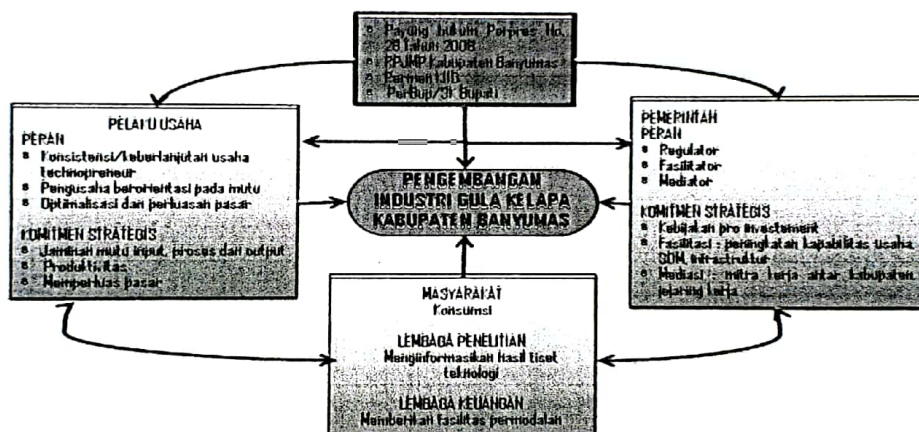 Payung hukum Perpres No.
28 Tahun 2008
RPJMP Kabupaten Banyumas
Permen KIID
PerBup/SK Bupati
PELAKU USAHA
PERAN
Konsistensi/keberlanjutan usaha
technopreneur
Pengusaha berorientasi pada mutu
Optimalisasi dan perluasan pasar
KOMITMEN STRATEGIS
Jaminan mutu input, proses dan output
Produktivitas
Memperluas pasar
PENGEMBANGAN
INDUSTRI GULA KELAPA
KABUPATEN BANYUMAS
PEMERINTAH
PERAN
Regulator
Fasilitator
Mediator
KOMITMEN STRATEGIS
Kebijakan pro investement
Fasilitasi : peningkatan kapabilitas usaha,
SDM, infrastruktur
Mediasi : mitra kerja antar kabupaten,
jejaring kerja
MASYARAKAT
Konsumsi
LEMBAGA PENELITIAN
Menginformasikan hasil riset
teknologi
LEMBAGA KEUANGAN
Memberikan fasilitas permodalan